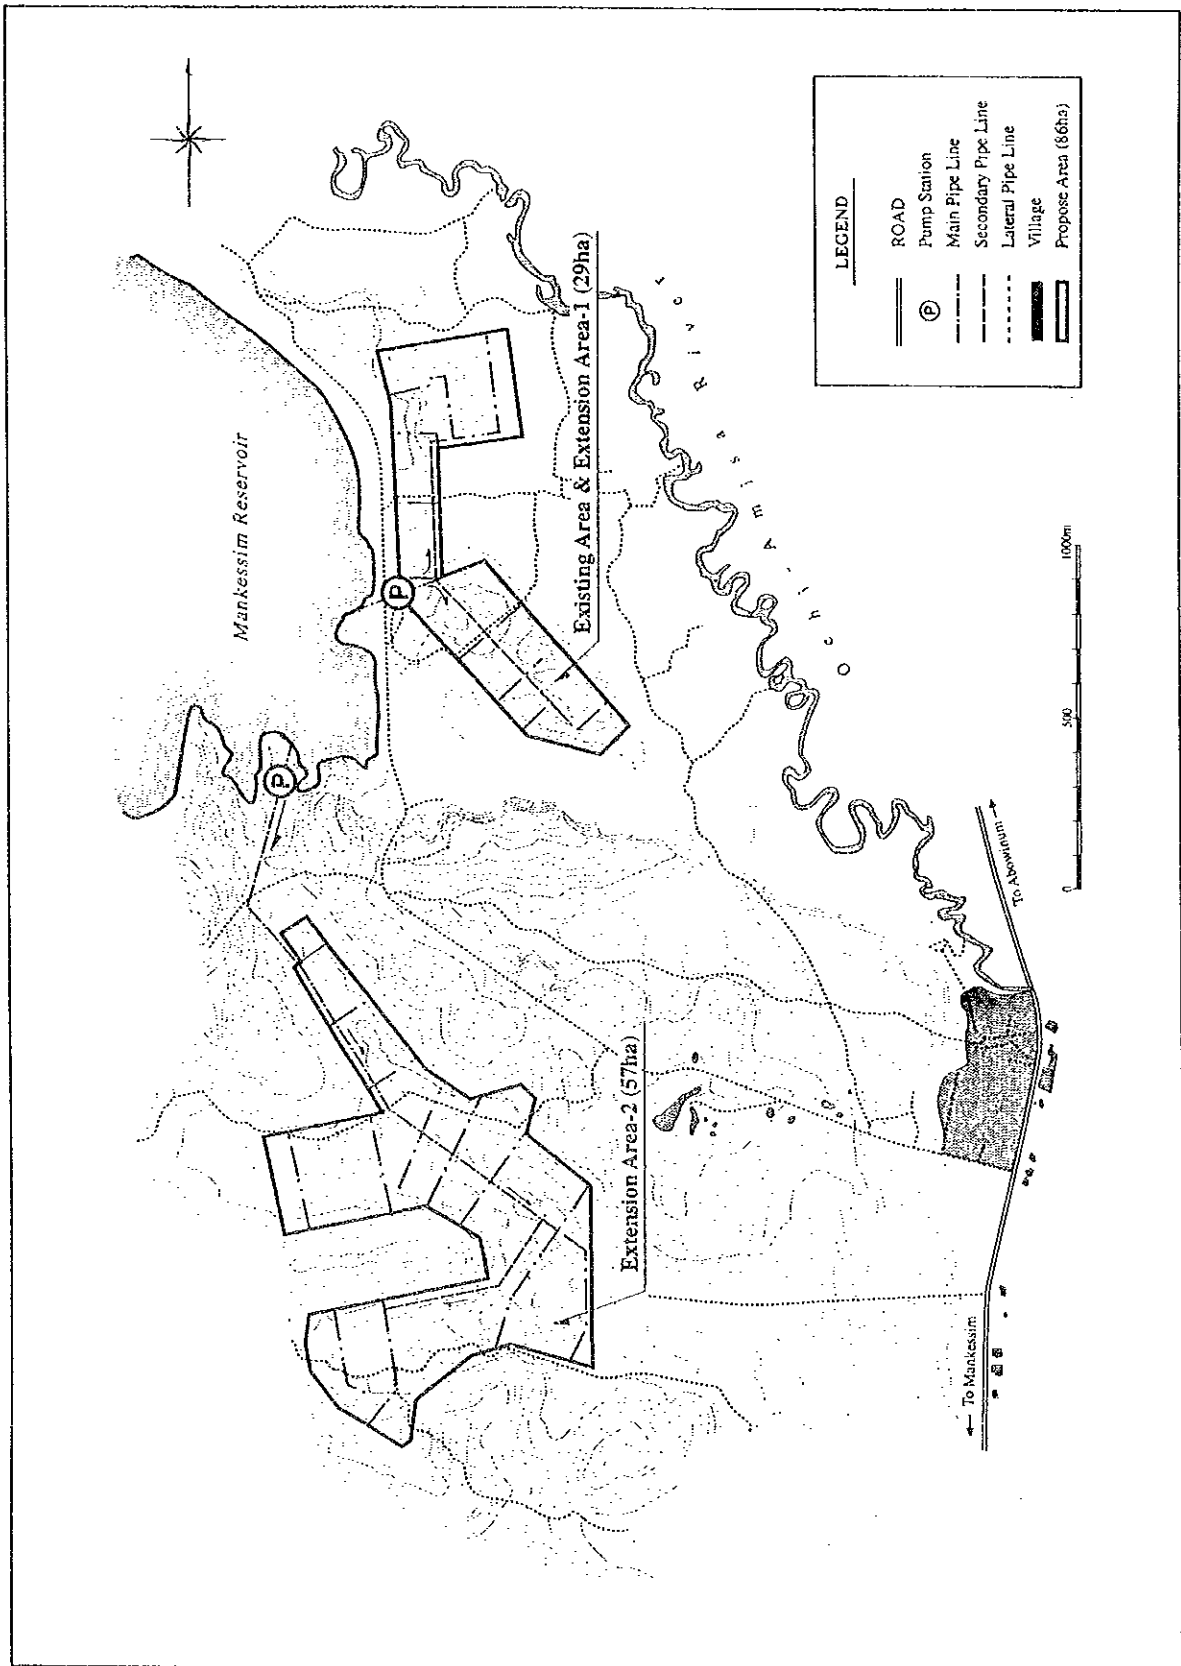 Mankessim Reservoir
P
P
Existing Area & Extension Area-1 (29ha)
Ochi-Amisa River
Extension Area-2 (57ha)
← To Mankessim
To Abowinum →
0
500
1000m
LEGEND
ROAD
P Pump Station
Main Pipe Line
Secondary Pipe Line
Lateral Pipe Line
Village
Propose Area (86ha)